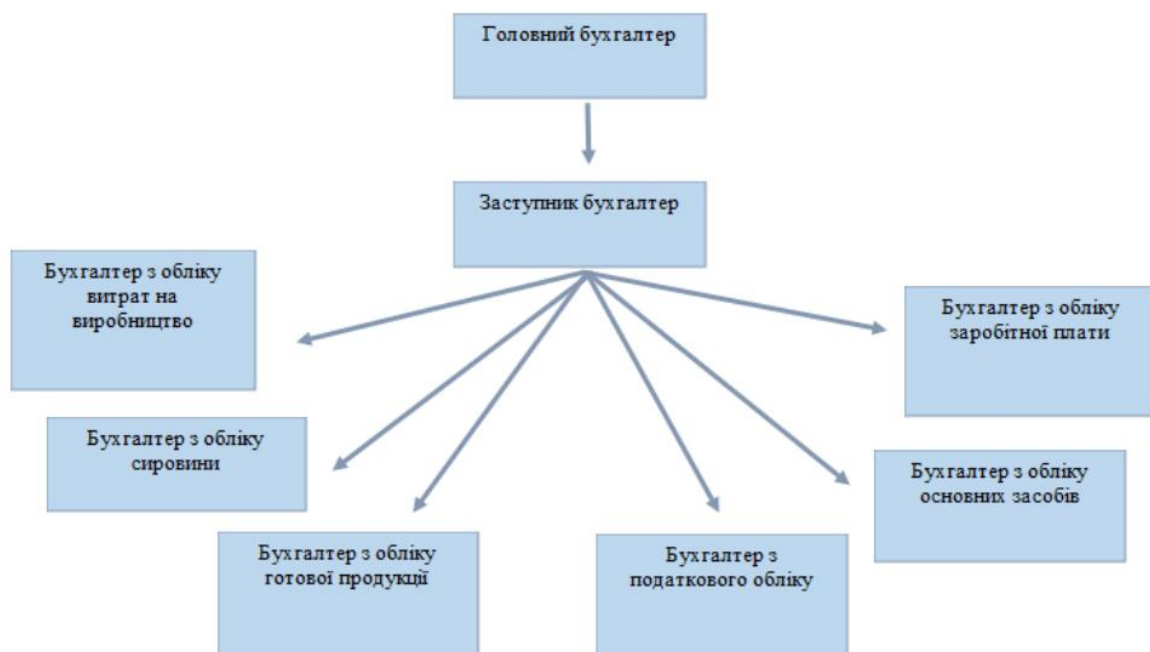 Головний бухгалтер
Заступник бухгалтер
Бухгалтер з обліку
витрат на
виробництво
Бухгалтер з обліку
заробітної плати
Бухгалтер з обліку
сировини
Бухгалтер з обліку
основних засобів
Бухгалтер з обліку
готової продукції
Бухгалтер з
податкового обліку